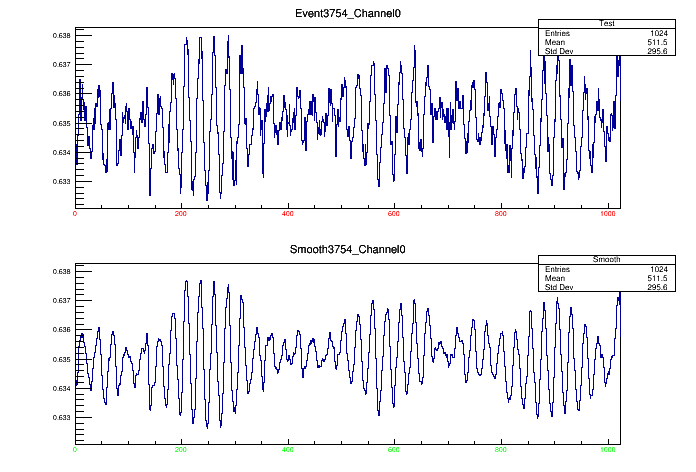 Event3754_Channel0
Test
Entries 1024
Mean 511.5
Std Dev 295.6
0.638
0.637
0.636
0.635
0.634
0.633
0 200 400 600 800 1000
Smooth3754_Channel0
Smooth
Entries 1024
Mean 511.5
Std Dev 295.6
0.638
0.637
0.636
0.635
0.634
0.633
0 200 400 600 800 1000